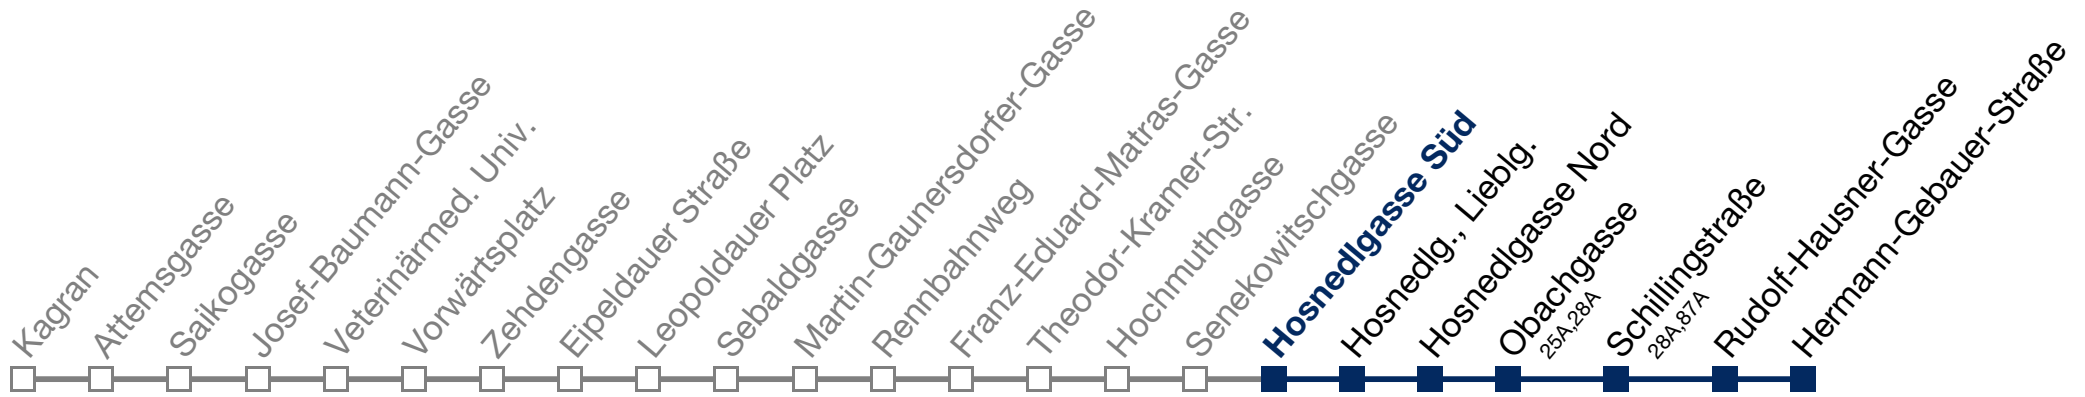 Kagran
Attemsgasse
Saikogasse
Josef-Baumann-Gasse
Veterinärmed. Univ.
Vorwärtsplatz
Zehdengasse
Eipeldauer Straße
Leopoldauer Platz
Sebaldgasse
Martin-Gaunersdorfer-Gasse
Rennbahnweg
Franz-Eduard-Matras-Gasse
Theodor-Kramer-Str.
Hochmuthgasse
Senekowitschgasse
Hosnedlgasse Süd
Hosnedlg., Lieblg.
Hosnedlgasse Nord
Obachgasse
25A,28A
Schillingstraße
28A,87A
Rudolf-Hausner-Gasse
Hermann-Gebauer-Straße